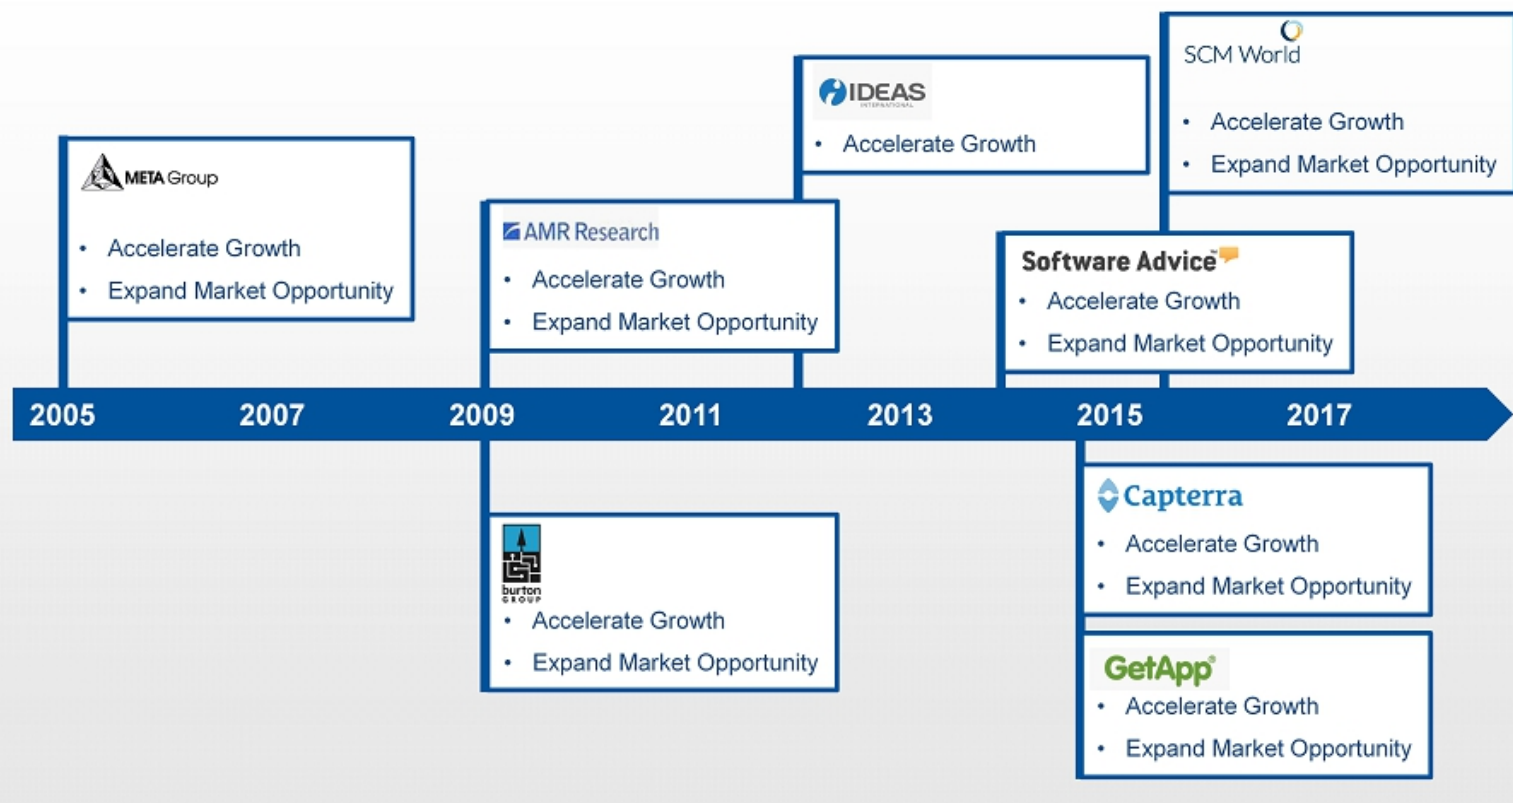 SCM World
• Accelerate Growth
• Expand Market Opportunity
IDEAS
INTERNATIONAL
• Accelerate Growth
META Group
• Accelerate Growth
• Expand Market Opportunity
AMR Research
• Accelerate Growth
• Expand Market Opportunity
Software Advice™
• Accelerate Growth
• Expand Market Opportunity
2005 2007 2009 2011 2013 2015 2017
burton
GROUP
• Accelerate Growth
• Expand Market Opportunity
Capterra
• Accelerate Growth
• Expand Market Opportunity
GetApp®
• Accelerate Growth
• Expand Market Opportunity